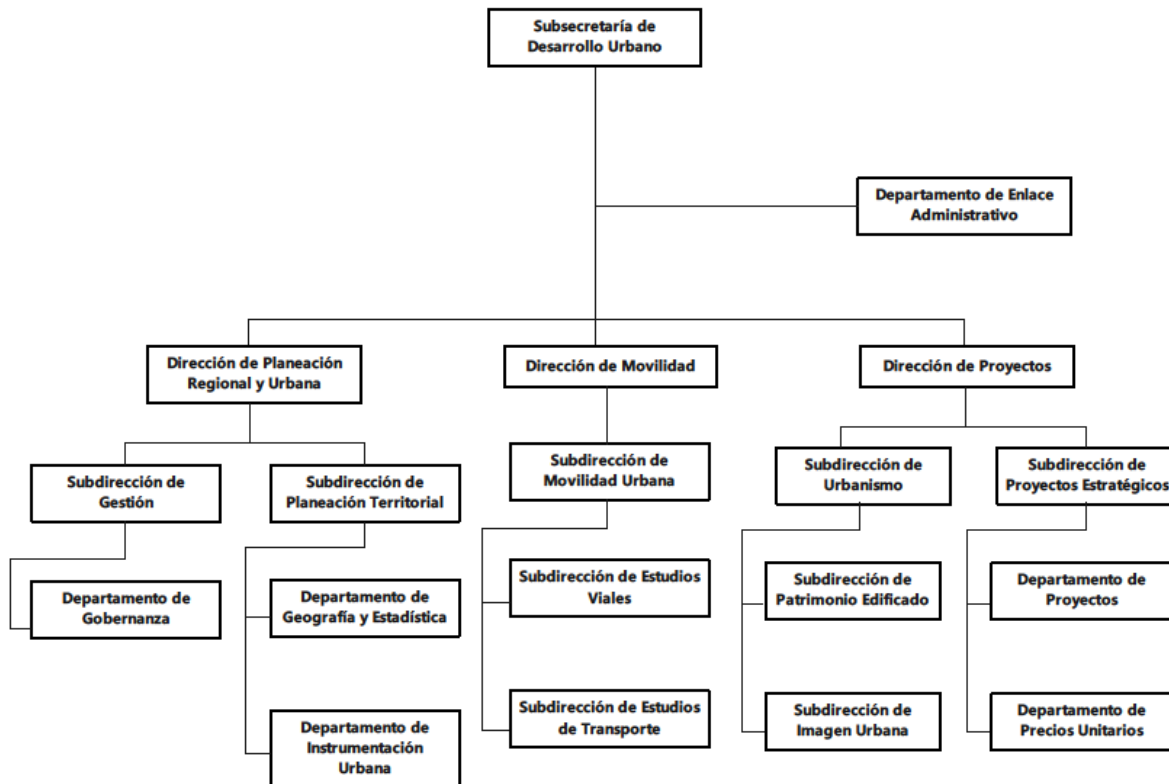 Subsecretaría de
Desarrollo Urbano
Departamento de Enlace
Administrativo
Dirección de Planeación
Regional y Urbana
Dirección de Movilidad
Dirección de Proyectos
Subdirección de
Gestión
Subdirección de
Planeación Territorial
Subdirección de
Movilidad Urbana
Subdirección de
Urbanismo
Subdirección de
Proyectos Estratégicos
Departamento de
Gobernanza
Departamento de
Geografía y Estadística
Subdirección de Estudios
Viales
Subdirección de
Patrimonio Edificado
Departamento de
Proyectos
Departamento de
Instrumentación
Urbana
Subdirección de Estudios
de Transporte
Subdirección de
Imagen Urbana
Departamento de
Precios Unitarios